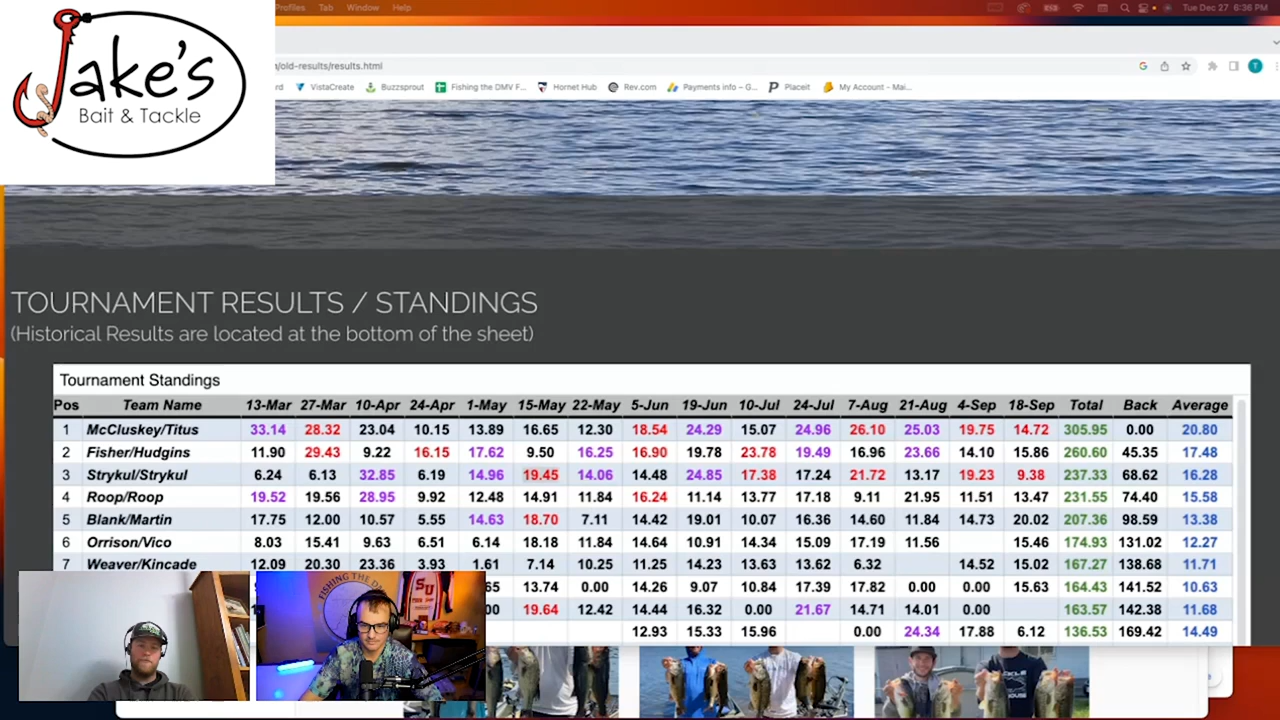 Profiles Tab Window Help Tue Dec 27 6:36 PM
Jake's
Bait & Tackle
/old-results/results.html
rd VistaCreate Buzzsprout Fishing the DMV F... Hornet Hub Rev.com Payments info – G... Placeit My Account - Mai...
TOURNAMENT RESULTS / STANDINGS
(Historical Results are located at the bottom of the sheet)
Tournament Standings
Pos Team Name 13-Mar 27-Mar 10-Apr 24-Apr 1-May 15-May 22-May 5-Jun 19-Jun 10-Jul 24-Jul 7-Aug 21-Aug 4-Sep 18-Sep Total Back Average
1 McCluskey/Titus 33.14 28.32 23.04 10.15 13.89 16.65 12.30 18.54 24.29 15.07 24.96 26.10 25.03 19.75 14.72 305.95 0.00 20.80
2 Fisher/Hudgins 11.90 29.43 9.22 16.15 17.62 9.50 16.25 16.90 19.78 23.78 19.49 16.96 23.66 14.10 15.86 260.60 45.35 17.48
3 Strykul/Strykul 6.24 6.13 32.85 6.19 14.96 19.45 14.06 14.48 24.85 17.38 17.24 21.72 13.17 19.23 9.38 237.33 68.62 16.28
4 Roop/Roop 19.52 19.56 28.95 9.92 12.48 14.91 11.84 16.24 11.14 13.77 17.18 9.11 21.95 11.51 13.47 231.55 74.40 15.58
5 Blank/Martin 17.75 12.00 10.57 5.55 14.63 18.70 7.11 14.42 19.01 10.07 16.36 14.60 11.84 14.73 20.02 207.36 98.59 13.38
6 Orrison/Vico 8.03 15.41 9.63 6.51 6.14 18.18 11.84 14.64 10.91 14.34 15.09 17.19 11.56 15.46 174.93 131.02 12.27
7 Weaver/Kincade 12.09 20.30 23.36 3.93 1.61 7.14 10.25 11.25 14.23 13.63 13.62 6.32 14.52 15.02 167.27 138.68 11.71
65 13.74 0.00 14.26 9.07 10.84 17.39 17.82 0.00 0.00 15.63 164.43 141.52 10.63
00 19.64 12.42 14.44 16.32 0.00 21.67 14.71 14.01 0.00 163.57 142.38 11.68
12.93 15.33 15.96 0.00 24.34 17.88 6.12 136.53 169.42 14.49
FISHING THE D
SU